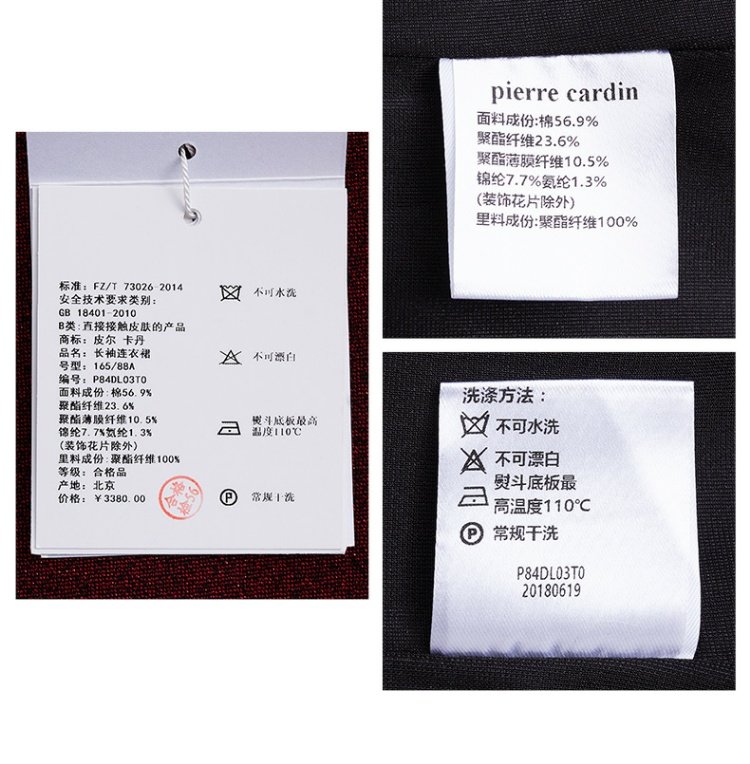 标准: FZ/T 73026-2014
安全技术要求类别:
GB 18401-2010
B类:直接接触皮肤的产品
商标: 皮尔 卡丹
品名: 长袖连衣裙
号型: 165/88A
编号: P84DL03T0
面料成份: 棉56.9%
聚酯纤维23.6%
聚酯薄膜纤维10.5%
锦纶7.7%氨纶1.3%
(装饰花片除外)
里料成份: 聚酯纤维100%
等级: 合格品
产地: 北京
价格: ¥3380.00
不可水洗
不可漂白
熨斗底板最高
温度110℃
P
常规干洗
pierre cardin
面料成份:棉56.9%
聚酯纤维23.6%
聚酯薄膜纤维10.5%
锦纶7.7%氨纶1.3%
(装饰花片除外)
里料成份:聚酯纤维100%
洗涤方法:
不可水洗
不可漂白
熨斗底板最
高温度110℃
P 常规干洗
P84DL03T0
20180619